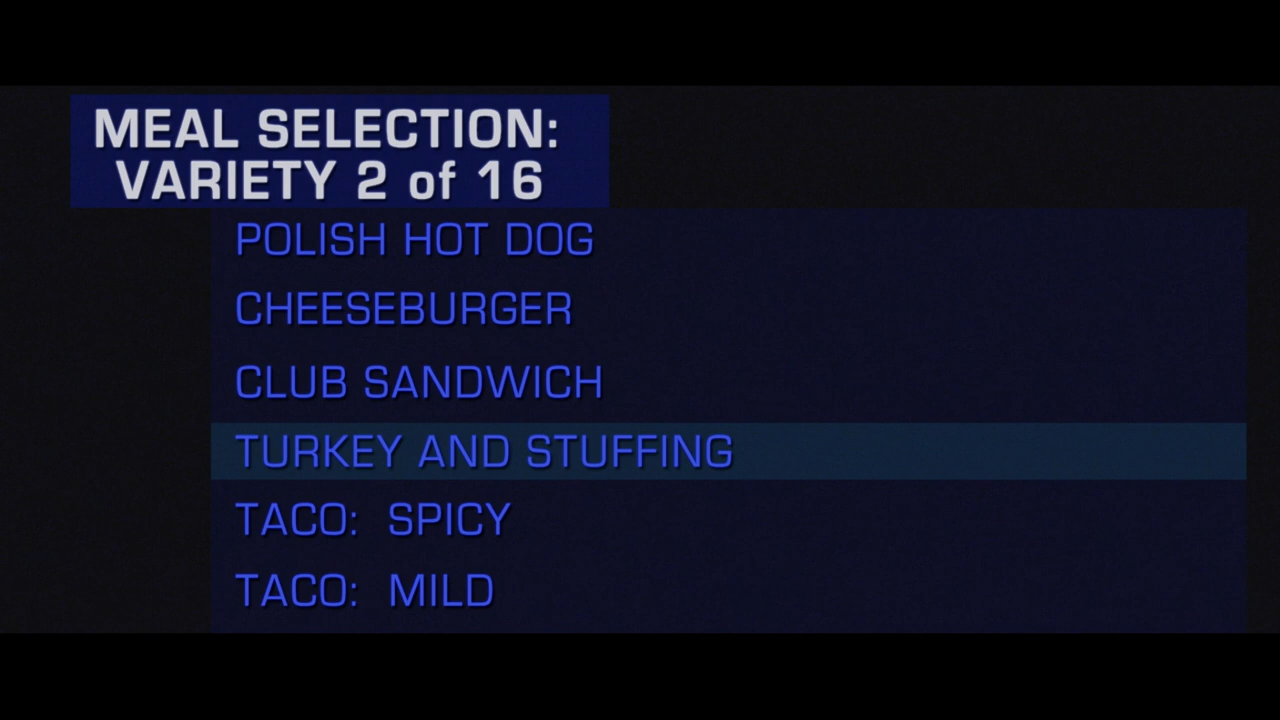 MEAL SELECTION:
VARIETY 2 of 16
POLISH HOT DOG
CHEESEBURGER
CLUB SANDWICH
TURKEY AND STUFFING
TACO: SPICY
TACO: MILD